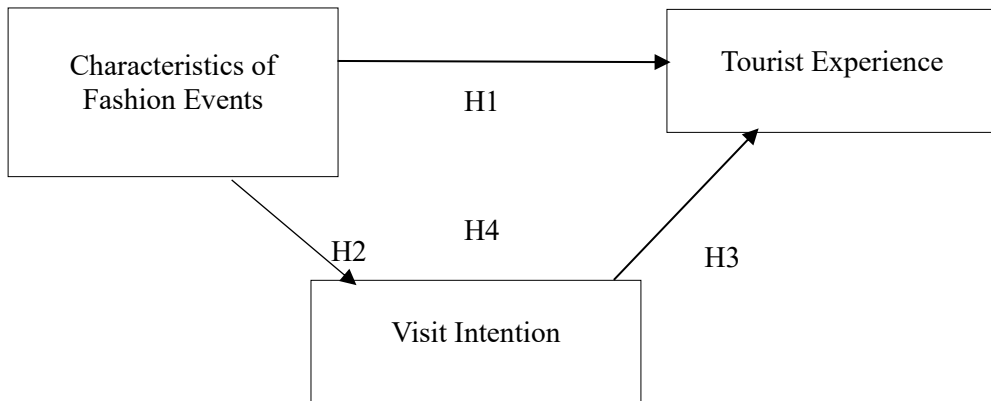 Characteristics of
Fashion Events
Tourist Experience
H1
H4
H2
H3
Visit Intention